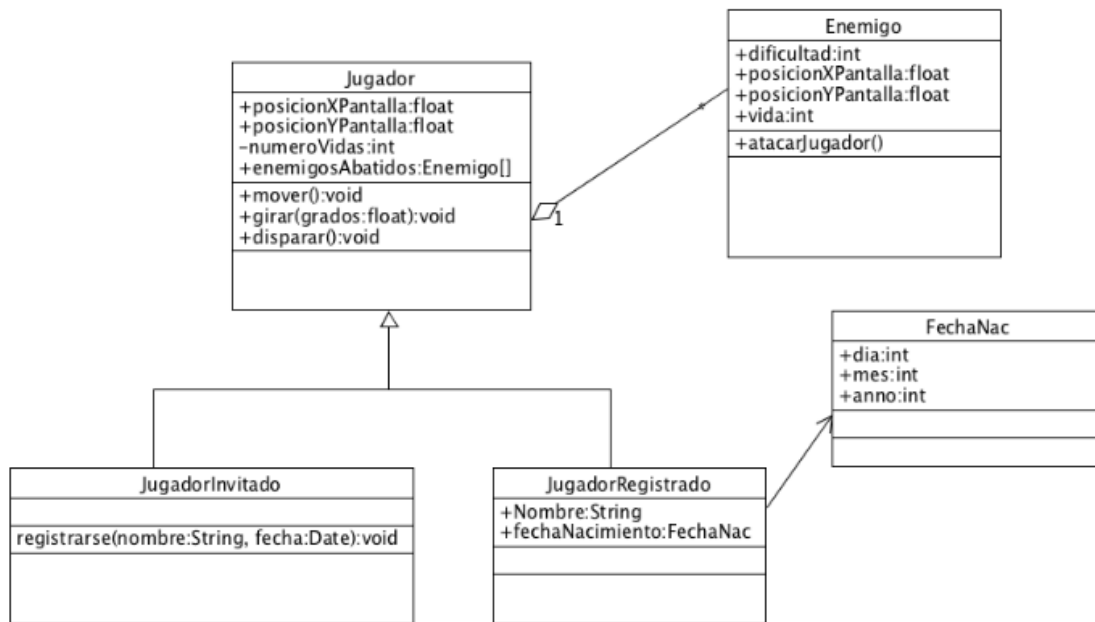 Enemigo
+dificultad:int
+posicionXPantalla:float
+posicionYPantalla:float
+vida:int
+atacarJugador()
Jugador
+posicionXPantalla:float
+posicionYPantalla:float
-numeroVidas:int
+enemigosAbatidos:Enemigo[]
+mover():void
+girar(grados:float):void
+disparar():void
*
1
FechaNac
+dia:int
+mes:int
+anno:int
JugadorInvitado
registrarse(nombre:String, fecha:Date):void
JugadorRegistrado
+Nombre:String
+fechaNacimiento:FechaNac